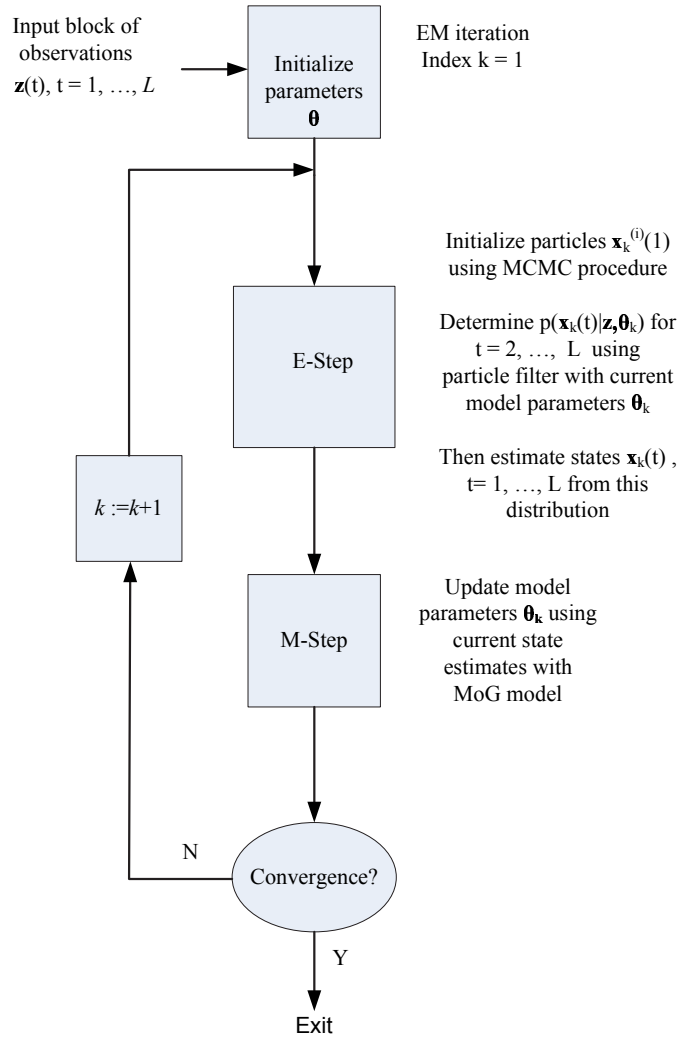 Input block of
observations
z(t), t = 1, …, L
Initialize
parameters
θ
EM iteration
Index k = 1
Initialize particles xₖ⁽ⁱ⁾(1)
using MCMC procedure
Determine p(xₖ(t)|z,θₖ) for
t = 2, …, L using
particle filter with current
model parameters θₖ
Then estimate states xₖ(t) ,
t= 1, …, L from this
distribution
E-Step
k :=k+1
M-Step
Update model
parameters θₖ using
current state
estimates with
MoG model
N
Convergence?
Y
Exit